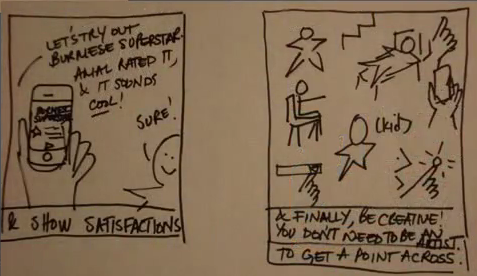 LET'S TRY OUT
BURMESE SUPERSTAR.
AMAL RATED IT,
& IT SOUNDS
COOL!
SURE!
BURMESE
SUPERSTAR
& SHOW SATISFACTIONS
(kid)
& FINALLY, BE CREATIVE!
YOU DON'T NEED TO BE AN
ARTIST
TO GET A POINT ACROSS.